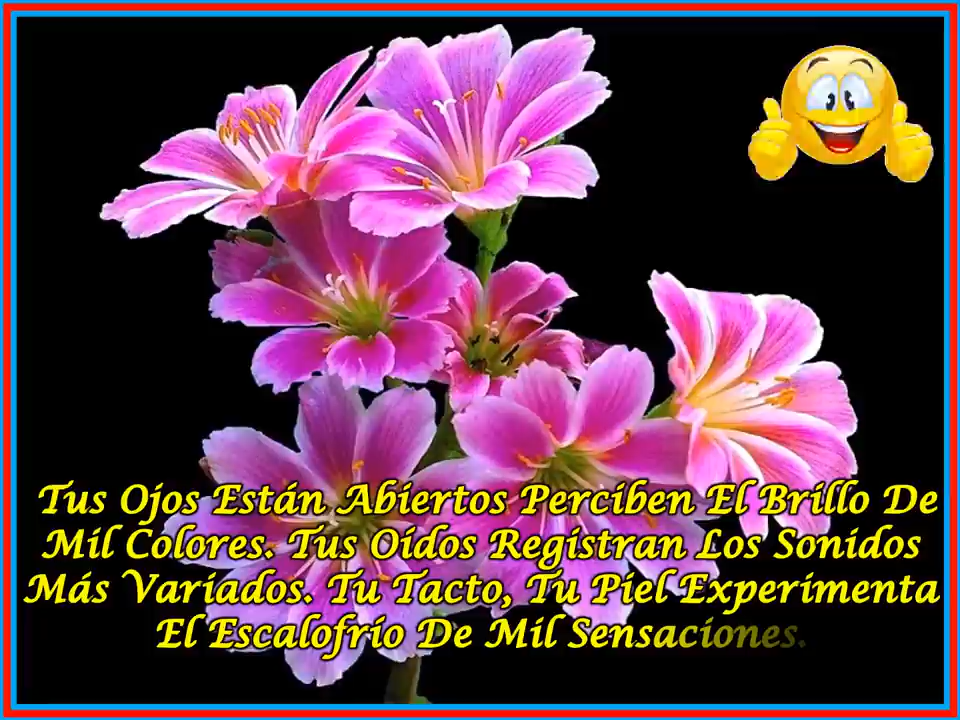 Tus Ojos Están Abiertos Perciben El Brillo De
Mil Colores. Tus Oídos Registran Los Sonidos
Más Variados. Tu Tacto, Tu Piel Experimenta
El Escalofrío De Mil Sensaciones.